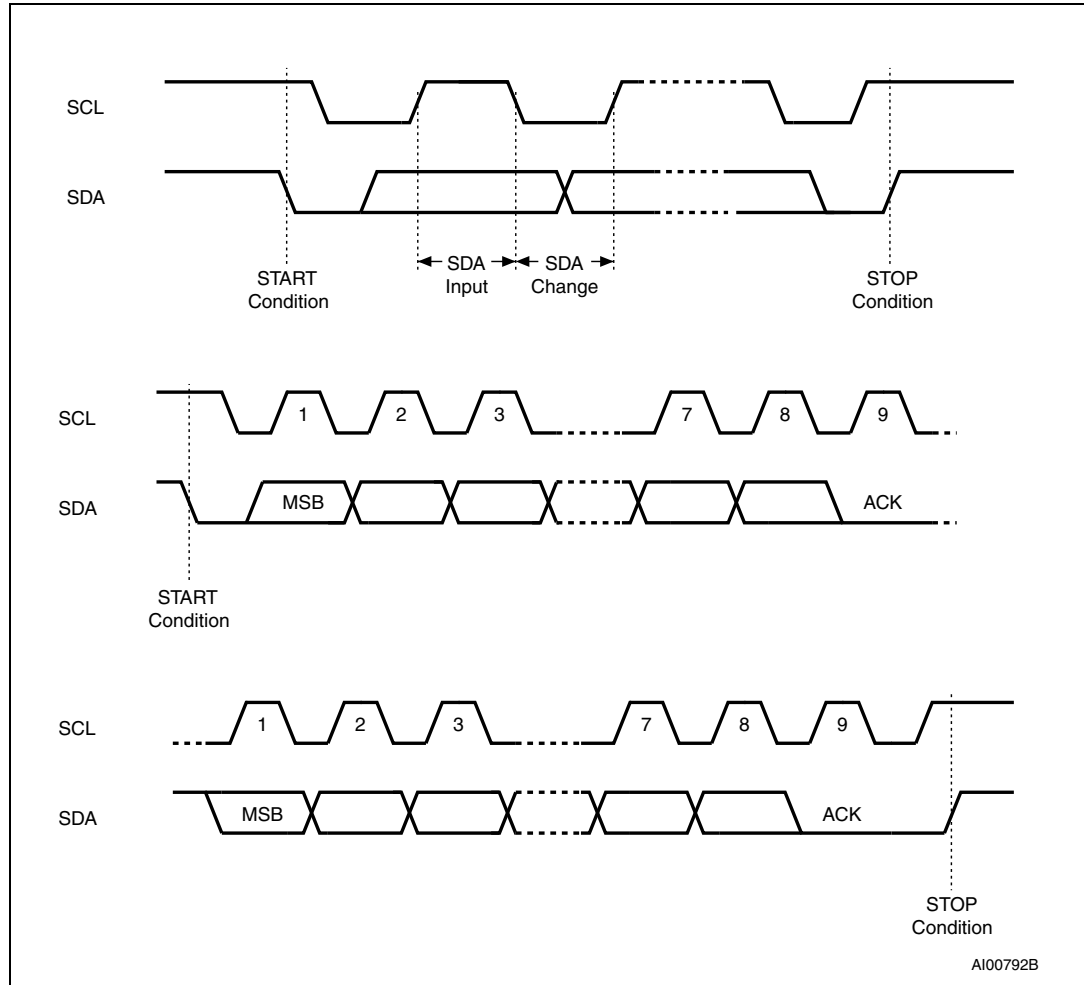 SCL
SDA
START
Condition
SDA
Input
SDA
Change
STOP
Condition
SCL
1 2 3 7 8 9
SDA
MSB
ACK
START
Condition
SCL
1 2 3 7 8 9
SDA
MSB
ACK
STOP
Condition
AI00792B